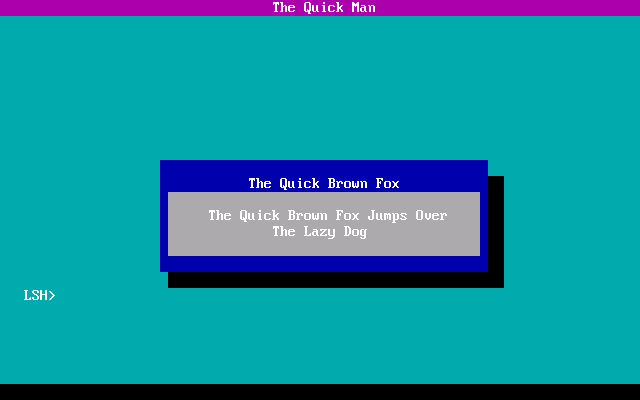 The Quick Man
The Quick Brown Fox
The Quick Brown Fox Jumps Over
The Lazy Dog
LSH>